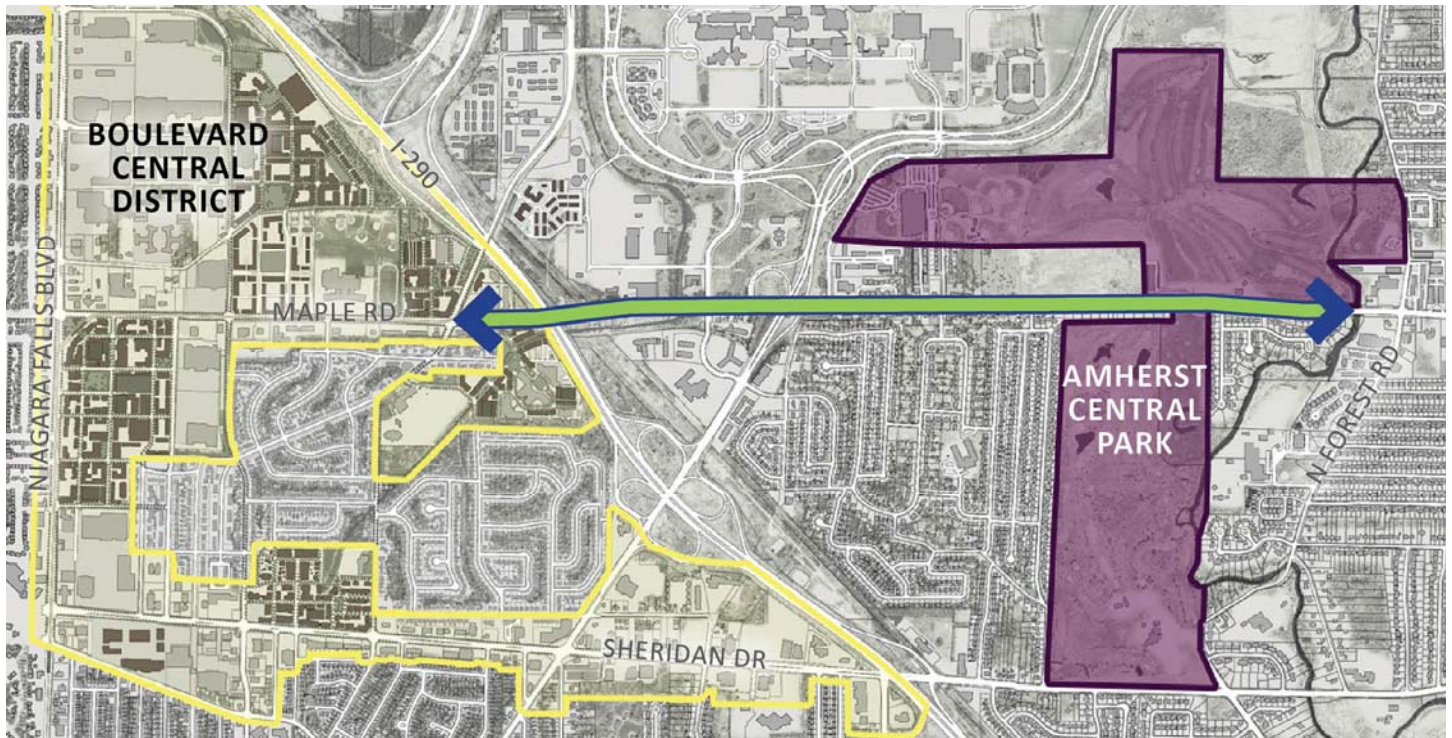 BOULEVARD
CENTRAL
DISTRICT
I-290
MAPLE RD
NIAGARA FALLS BLVD
AMHERST
CENTRAL
PARK
N FOREST RD
SHERIDAN DR